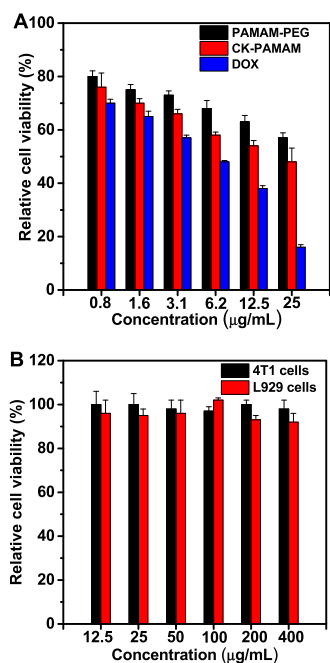 A
PAMAM-PEG
CK-PAMAM
DOX
100
80
60
40
20
0
Relative cell viability (%)
0.8 1.6 3.1 6.2 12.5 25
Concentration (μg/mL)
B
4T1 cells
L929 cells
120
100
80
60
40
20
0
Relative cell viability (%)
12.5 25 50 100 200 400
Concentration (μg/mL)